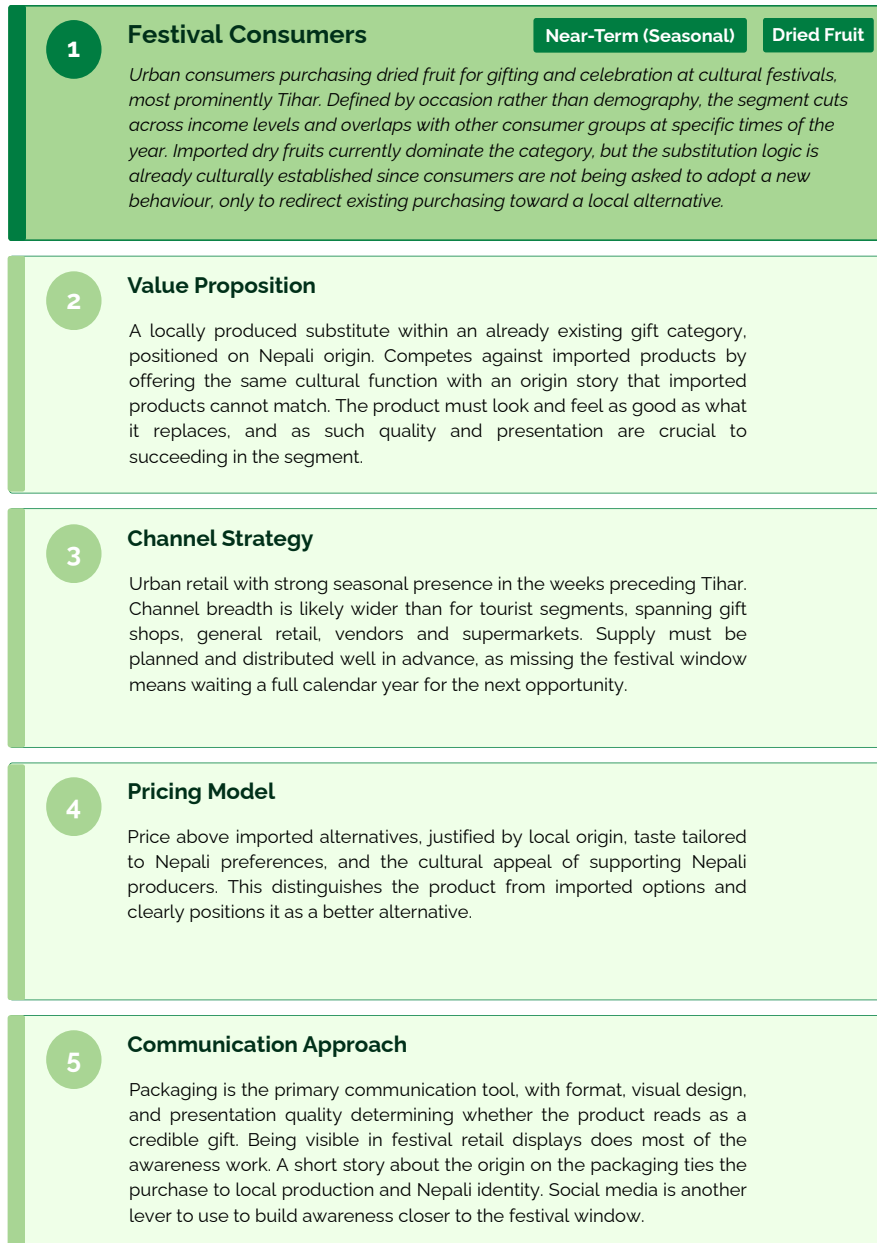 1
Festival Consumers
Near-Term (Seasonal)
Dried Fruit
Urban consumers purchasing dried fruit for gifting and celebration at cultural festivals,
most prominently Tihar. Defined by occasion rather than demography, the segment cuts
across income levels and overlaps with other consumer groups at specific times of the
year. Imported dry fruits currently dominate the category, but the substitution logic is
already culturally established since consumers are not being asked to adopt a new
behaviour, only to redirect existing purchasing toward a local alternative.
2
Value Proposition
A locally produced substitute within an already existing gift category,
positioned on Nepali origin. Competes against imported products by
offering the same cultural function with an origin story that imported
products cannot match. The product must look and feel as good as what
it replaces, and as such quality and presentation are crucial to
succeeding in the segment.
3
Channel Strategy
Urban retail with strong seasonal presence in the weeks preceding Tihar.
Channel breadth is likely wider than for tourist segments, spanning gift
shops, general retail, vendors and supermarkets. Supply must be
planned and distributed well in advance, as missing the festival window
means waiting a full calendar year for the next opportunity.
4
Pricing Model
Price above imported alternatives, justified by local origin, taste tailored
to Nepali preferences, and the cultural appeal of supporting Nepali
producers. This distinguishes the product from imported options and
clearly positions it as a better alternative.
5
Communication Approach
Packaging is the primary communication tool, with format, visual design,
and presentation quality determining whether the product reads as a
credible gift. Being visible in festival retail displays does most of the
awareness work. A short story about the origin on the packaging ties the
purchase to local production and Nepali identity. Social media is another
lever to use to build awareness closer to the festival window.